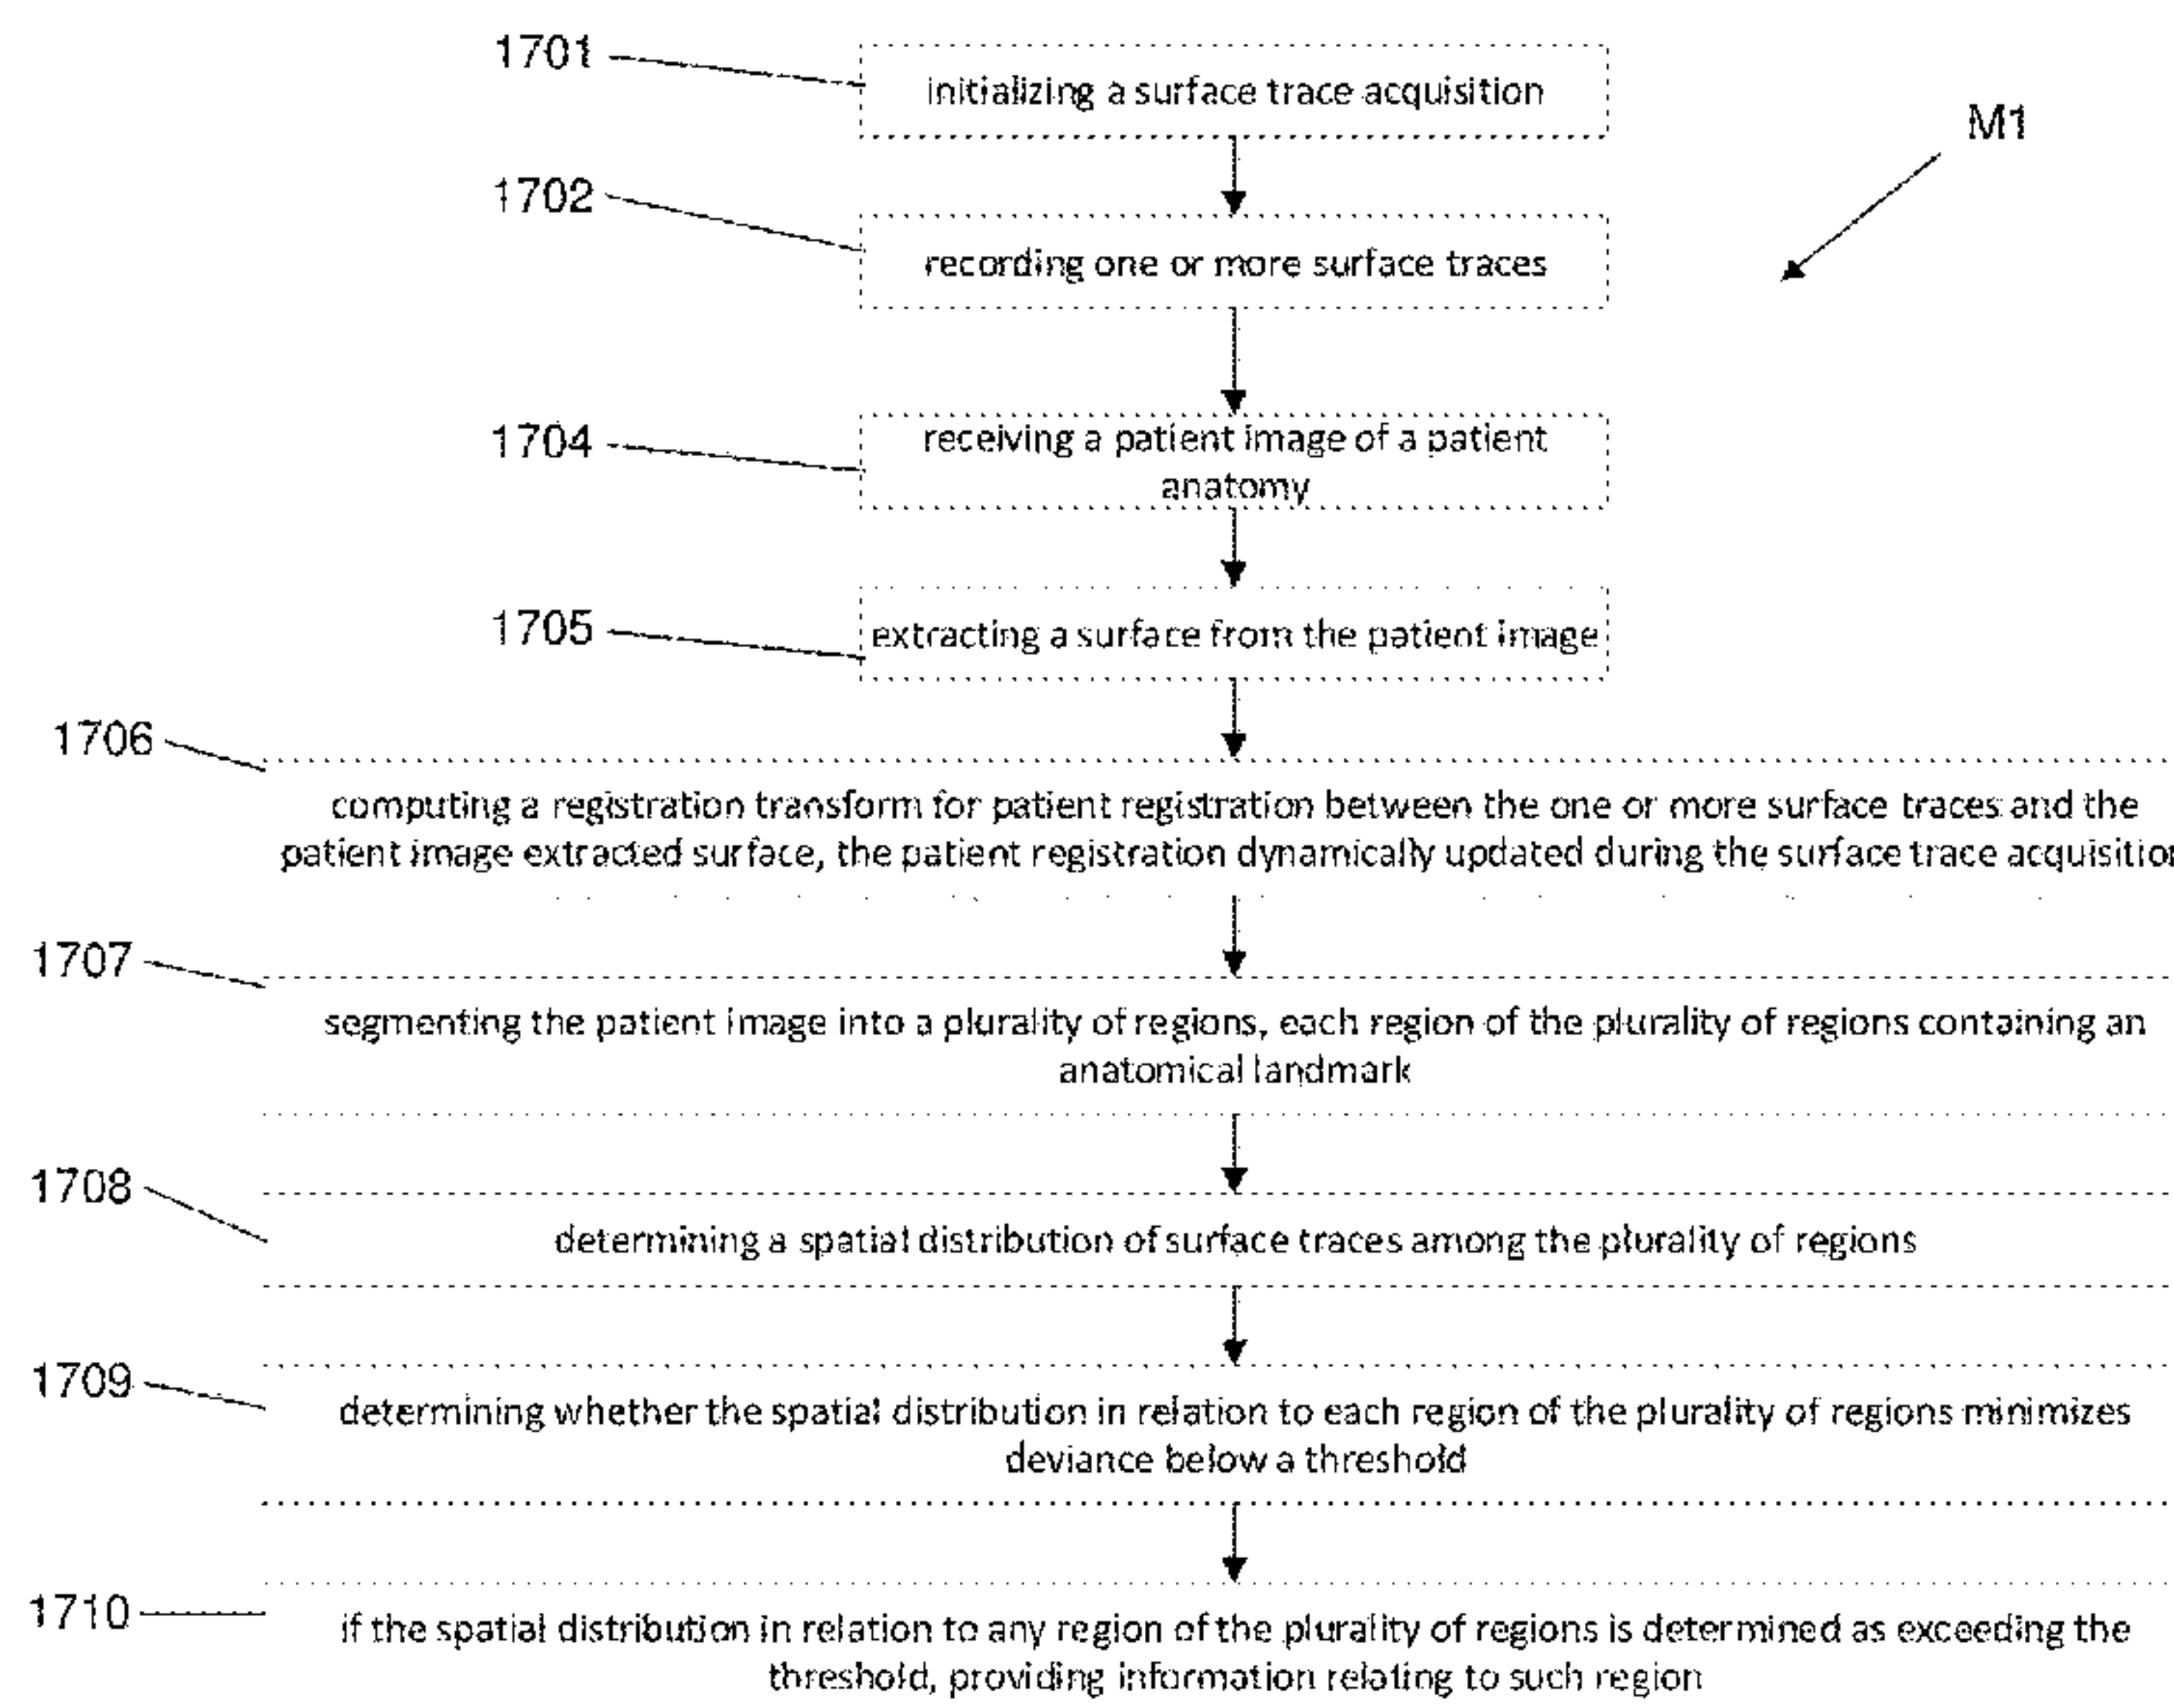 1701
initializing a surface trace acquisition
M1
1702
recording one or more surface traces
1704
receiving a patient image of a patient
anatomy
1705
extracting a surface from the patient image
1706
computing a registration transform for patient registration between the one or more surface traces and the
patient image extracted surface, the patient registration dynamically updated during the surface trace acquisition
1707
segmenting the patient image into a plurality of regions, each region of the plurality of regions containing an
anatomical landmark
1708
determining a spatial distribution of surface traces among the plurality of regions
1709
determining whether the spatial distribution in relation to each region of the plurality of regions minimizes
deviance below a threshold
1710
if the spatial distribution in relation to any region of the plurality of regions is determined as exceeding the
threshold, providing information relating to such region